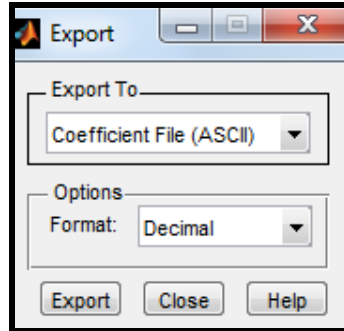 Export
Export To
Coefficient File (ASCII)
Options
Format: Decimal
Export Close Help